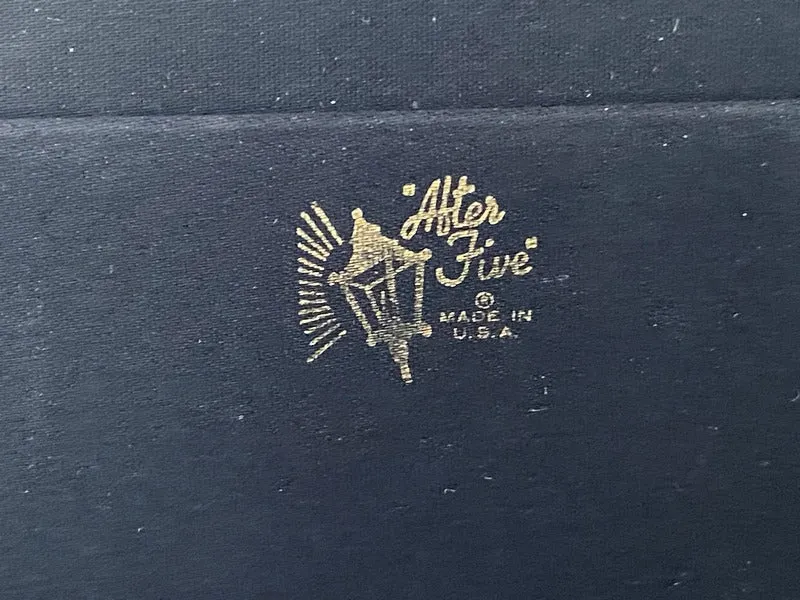 "After
Five"
®
MADE IN
U.S.A.